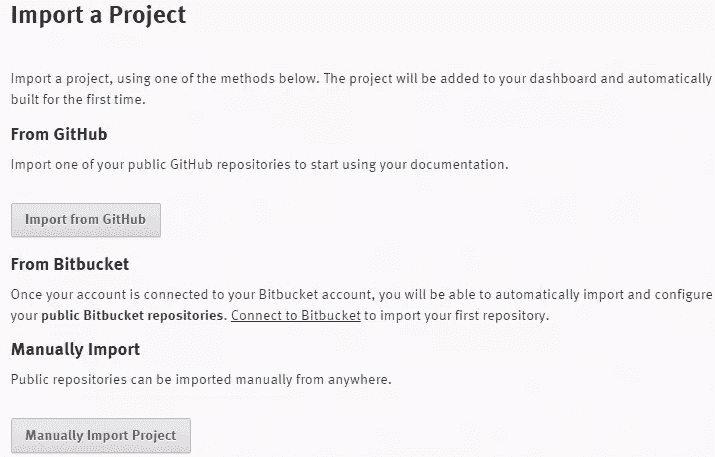 Import a Project
Import a project, using one of the methods below. The project will be added to your dashboard and automatically
built for the first time.
From GitHub
Import one of your public GitHub repositories to start using your documentation.
Import from GitHub
From Bitbucket
Once your account is connected to your Bitbucket account, you will be able to automatically import and configure
your public Bitbucket repositories. Connect to Bitbucket to import your first repository.
Manually Import
Public repositories can be imported manually from anywhere.
Manually Import Project